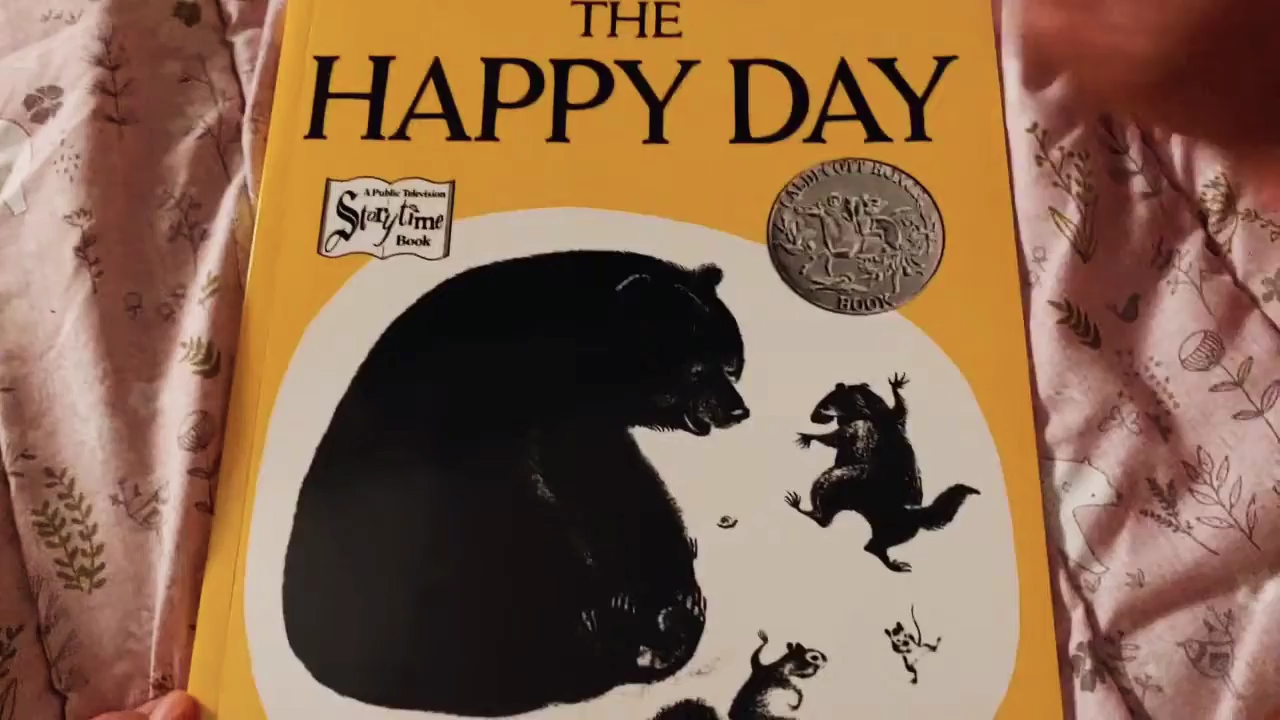 THE
HAPPY DAY
A Public Television
Storytime
Book
CALDECOTT HONOR
BOOK